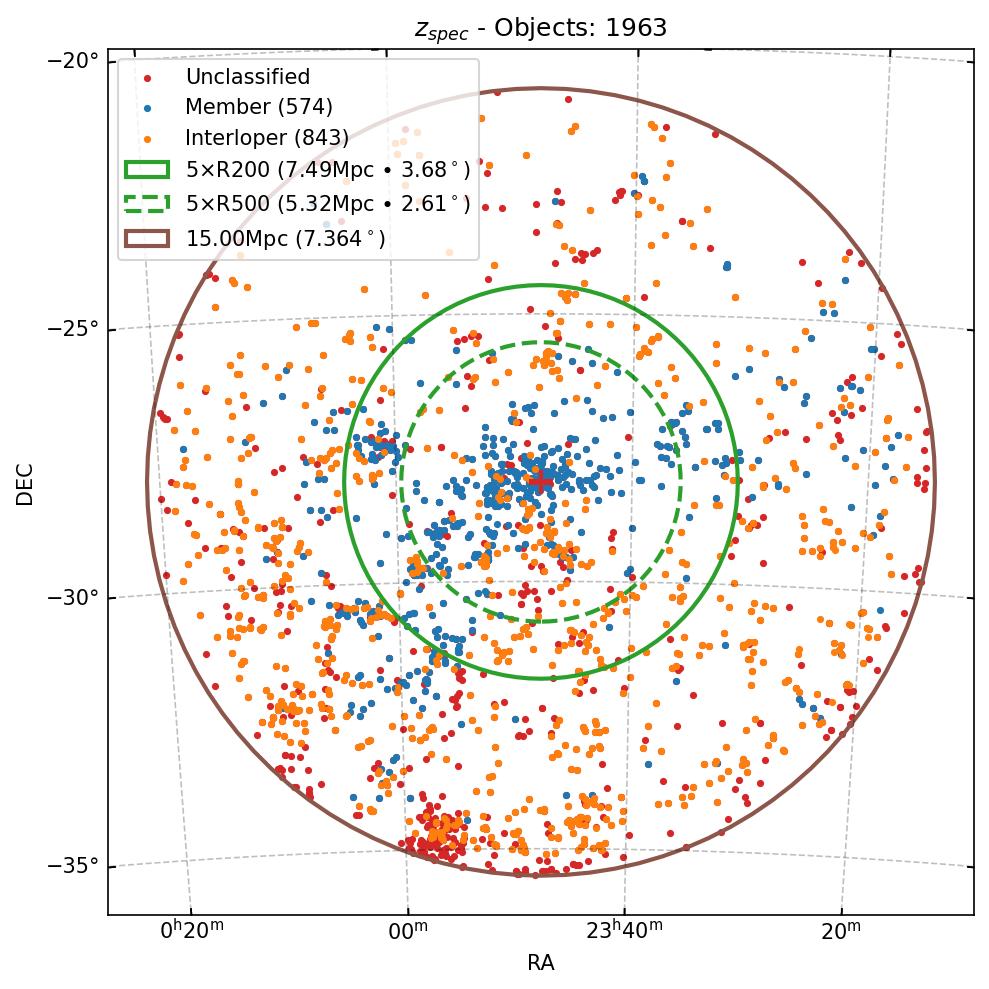 z_spec - Objects: 1963
Unclassified
Member (574)
Interloper (843)
5×R200 (7.49Mpc • 3.68°)
5×R500 (5.32Mpc • 2.61°)
15.00Mpc (7.364°)
−20°
−25°
−30°
−35°
DEC
0ʰ20ᵐ
00ᵐ
23ʰ40ᵐ
20ᵐ
RA